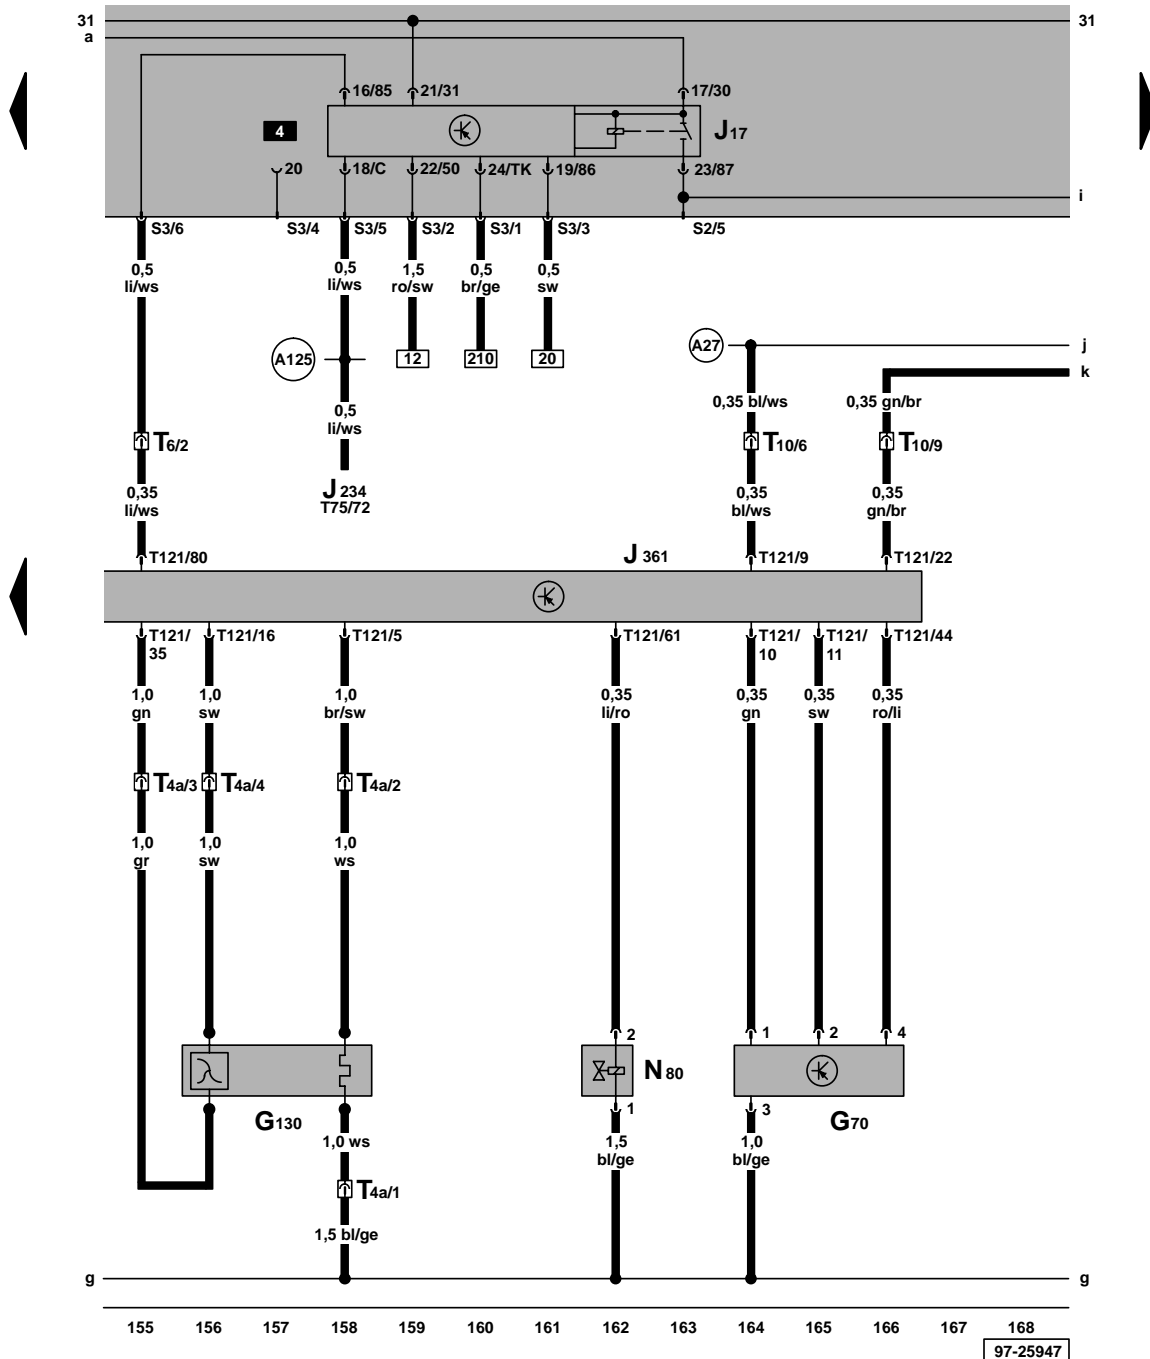 31 31
a
16/85 21/31 17/30
4 J17
20 18/C 22/50 24/TK 19/86 23/87
i
S3/6 S3/4 S3/5 S3/2 S3/1 S3/3 S2/5
0,5 0,5 1,5 0,5 0,5
li/ws li/ws ro/sw br/ge sw
A27 j
A125 12 210 20
k
0,5 0,35 bl/ws 0,35 gn/br
li/ws
T6/2 T10/6 T10/9
0,35 J 234 0,35 0,35
li/ws T75/72 bl/ws gn/br
T121/80 J 361 T121/9 T121/22
T121/ T121/16 T121/5 T121/61 T121/ T121/ T121/44
35 10 11
1,0 1,0 1,0 0,35 0,35 0,35 0,35
gn sw br/sw li/ro gn sw ro/li
T4a/3 T4a/4 T4a/2
1,0 1,0 1,0
gr sw ws
2 1 2 4
N 80
1 3
G130 G70
1,0 ws 1,5 1,0
bl/ge bl/ge
T4a/1
1,5 bl/ge
g g
155 156 157 158 159 160 161 162 163 164 165 166 167 168
97-25947